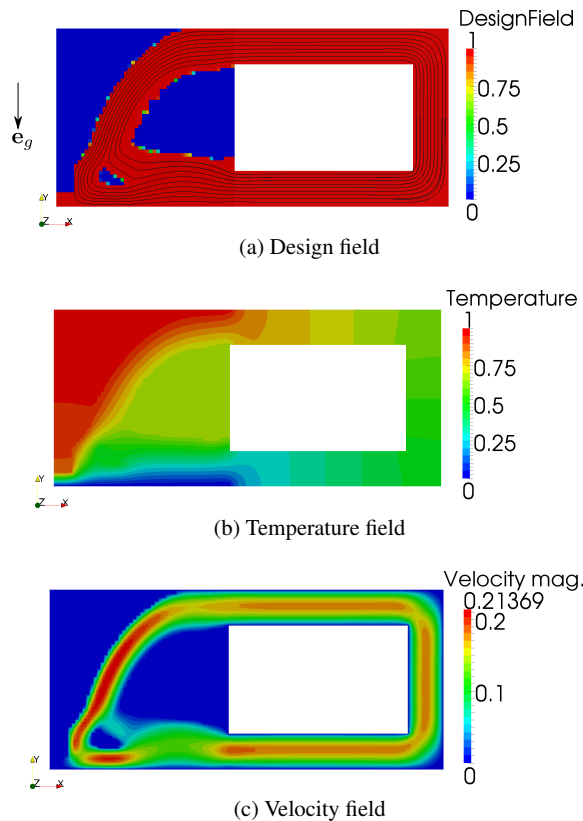 DesignField
1
0.75
0.5
0.25
0
e_g
Y
Z X
(a) Design field
Temperature
1
0.75
0.5
0.25
0
Y
Z X
(b) Temperature field
Velocity mag.
0.21369
0.2
0.1
0
Y
Z X
(c) Velocity field